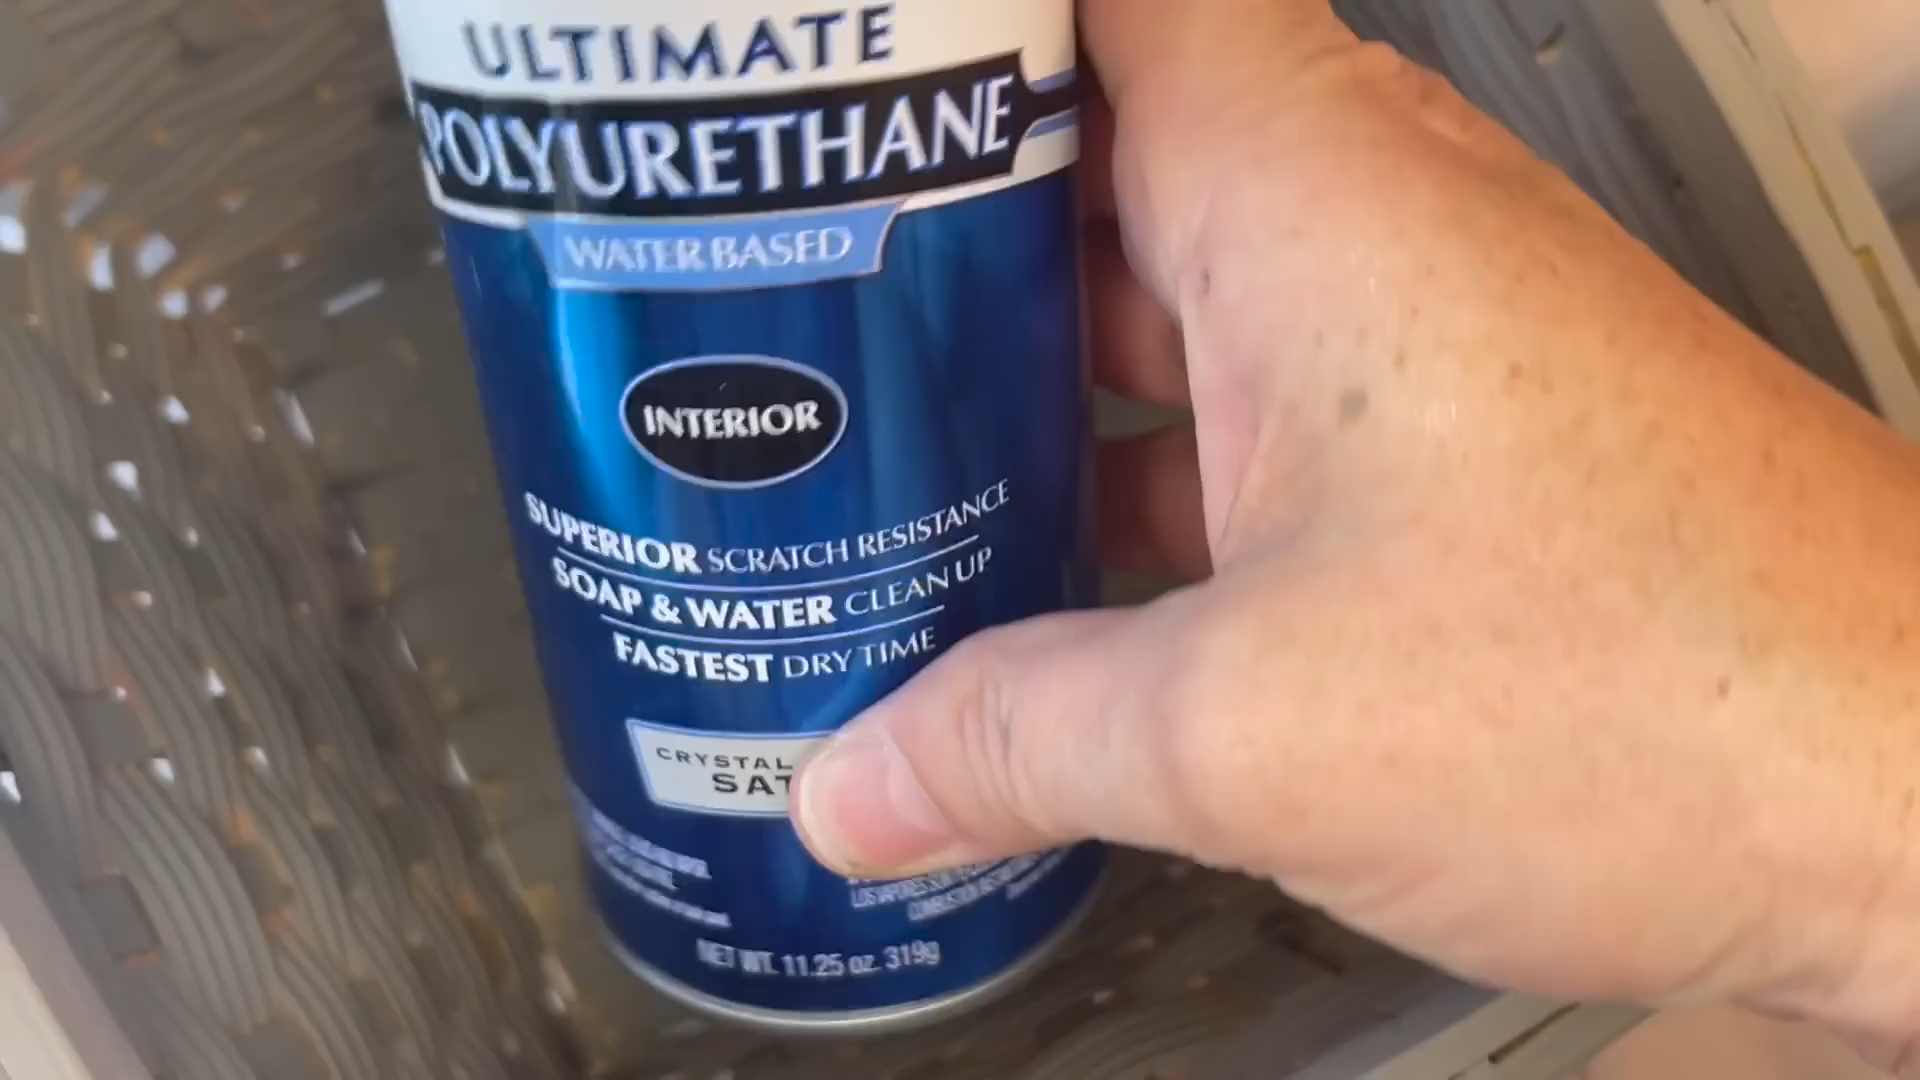 ULTIMATE
POLYURETHANE
WATER BASED
INTERIOR
SUPERIOR SCRATCH RESISTANCE
SOAP & WATER CLEAN UP
FASTEST DRY TIME
CRYSTAL
SAT
NET WT. 11.25 oz. 319g